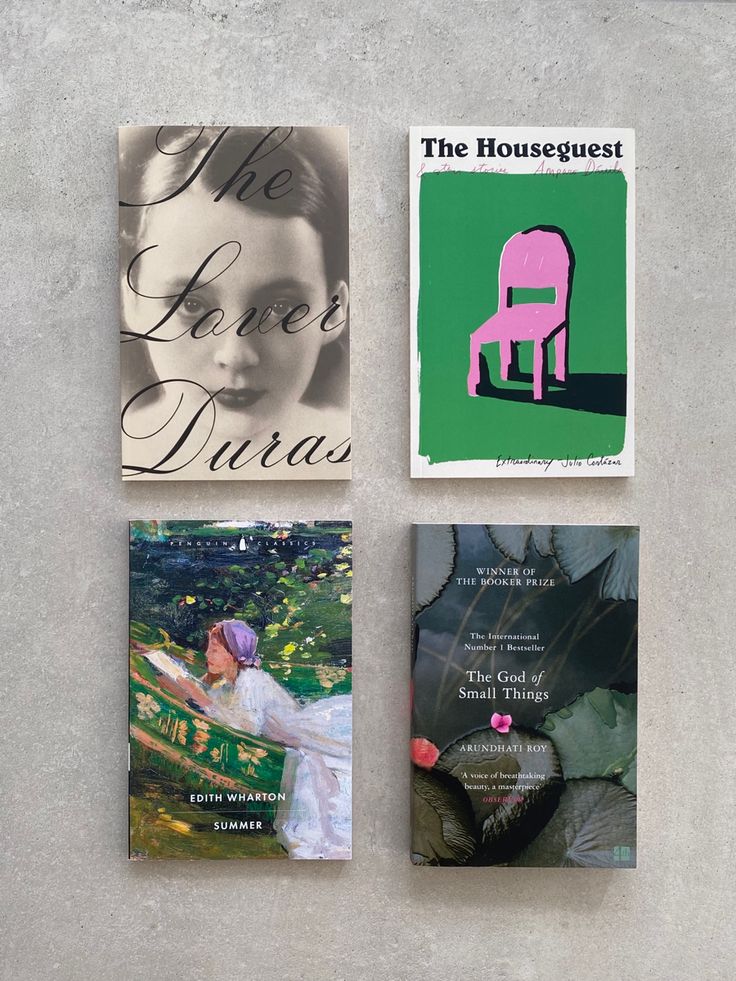 The
Lover
Duras
The Houseguest
& other stories Amparo Dávila
Extraordinary - Julio Cortázar
PENGUIN CLASSICS
EDITH WHARTON
SUMMER
WINNER OF
THE BOOKER PRIZE
The International
Number 1 Bestseller
The God of
Small Things
ARUNDHATI ROY
'A voice of breathtaking
beauty, a masterpiece'
OBSERVER